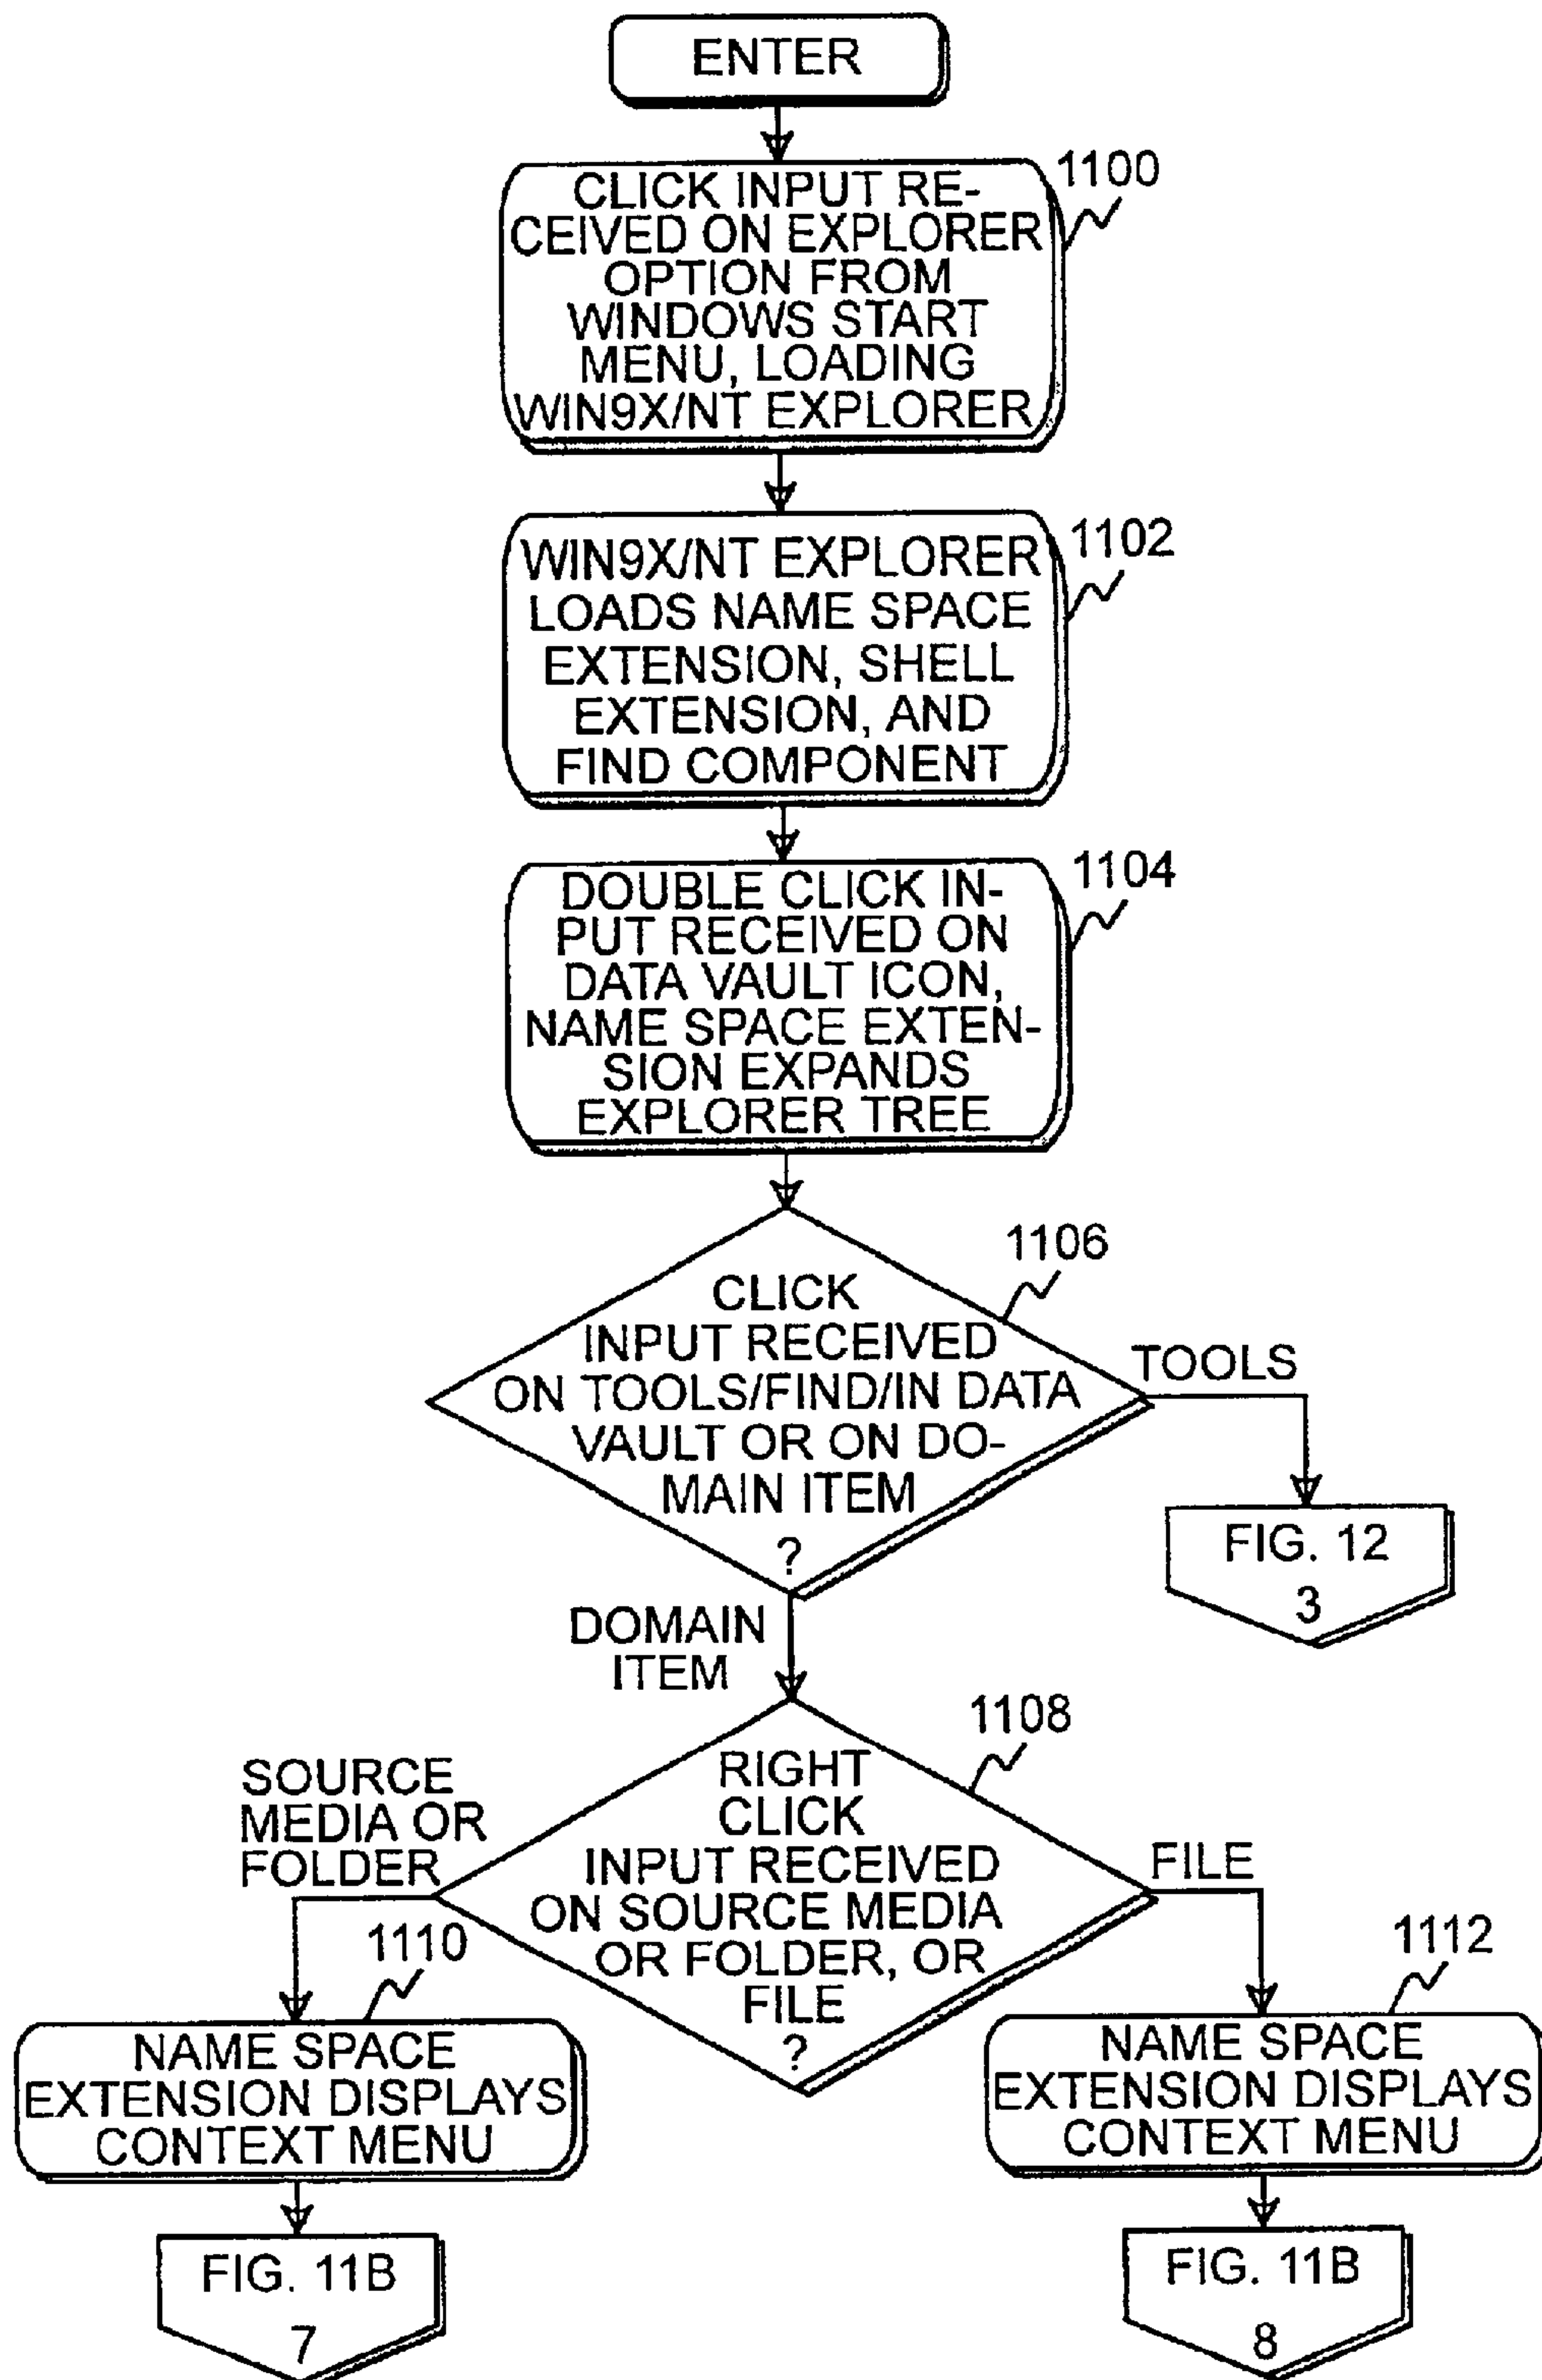 ENTER
1100
CLICK INPUT RE-
CEIVED ON EXPLORER
OPTION FROM
WINDOWS START
MENU, LOADING
WIN9X/NT EXPLORER
1102
WIN9X/NT EXPLORER
LOADS NAME SPACE
EXTENSION, SHELL
EXTENSION, AND
FIND COMPONENT
1104
DOUBLE CLICK IN-
PUT RECEIVED ON
DATA VAULT ICON,
NAME SPACE EXTEN-
SION EXPANDS
EXPLORER TREE
1106
CLICK
INPUT RECEIVED
ON TOOLS/FIND/IN DATA
VAULT OR ON DO-
MAIN ITEM
?
TOOLS
FIG. 12
3
DOMAIN
ITEM
1108
RIGHT
CLICK
INPUT RECEIVED
ON SOURCE MEDIA
OR FOLDER, OR
FILE
?
SOURCE
MEDIA OR
FOLDER
FILE
1110
NAME SPACE
EXTENSION DISPLAYS
CONTEXT MENU
1112
NAME SPACE
EXTENSION DISPLAYS
CONTEXT MENU
FIG. 11B
7
FIG. 11B
8